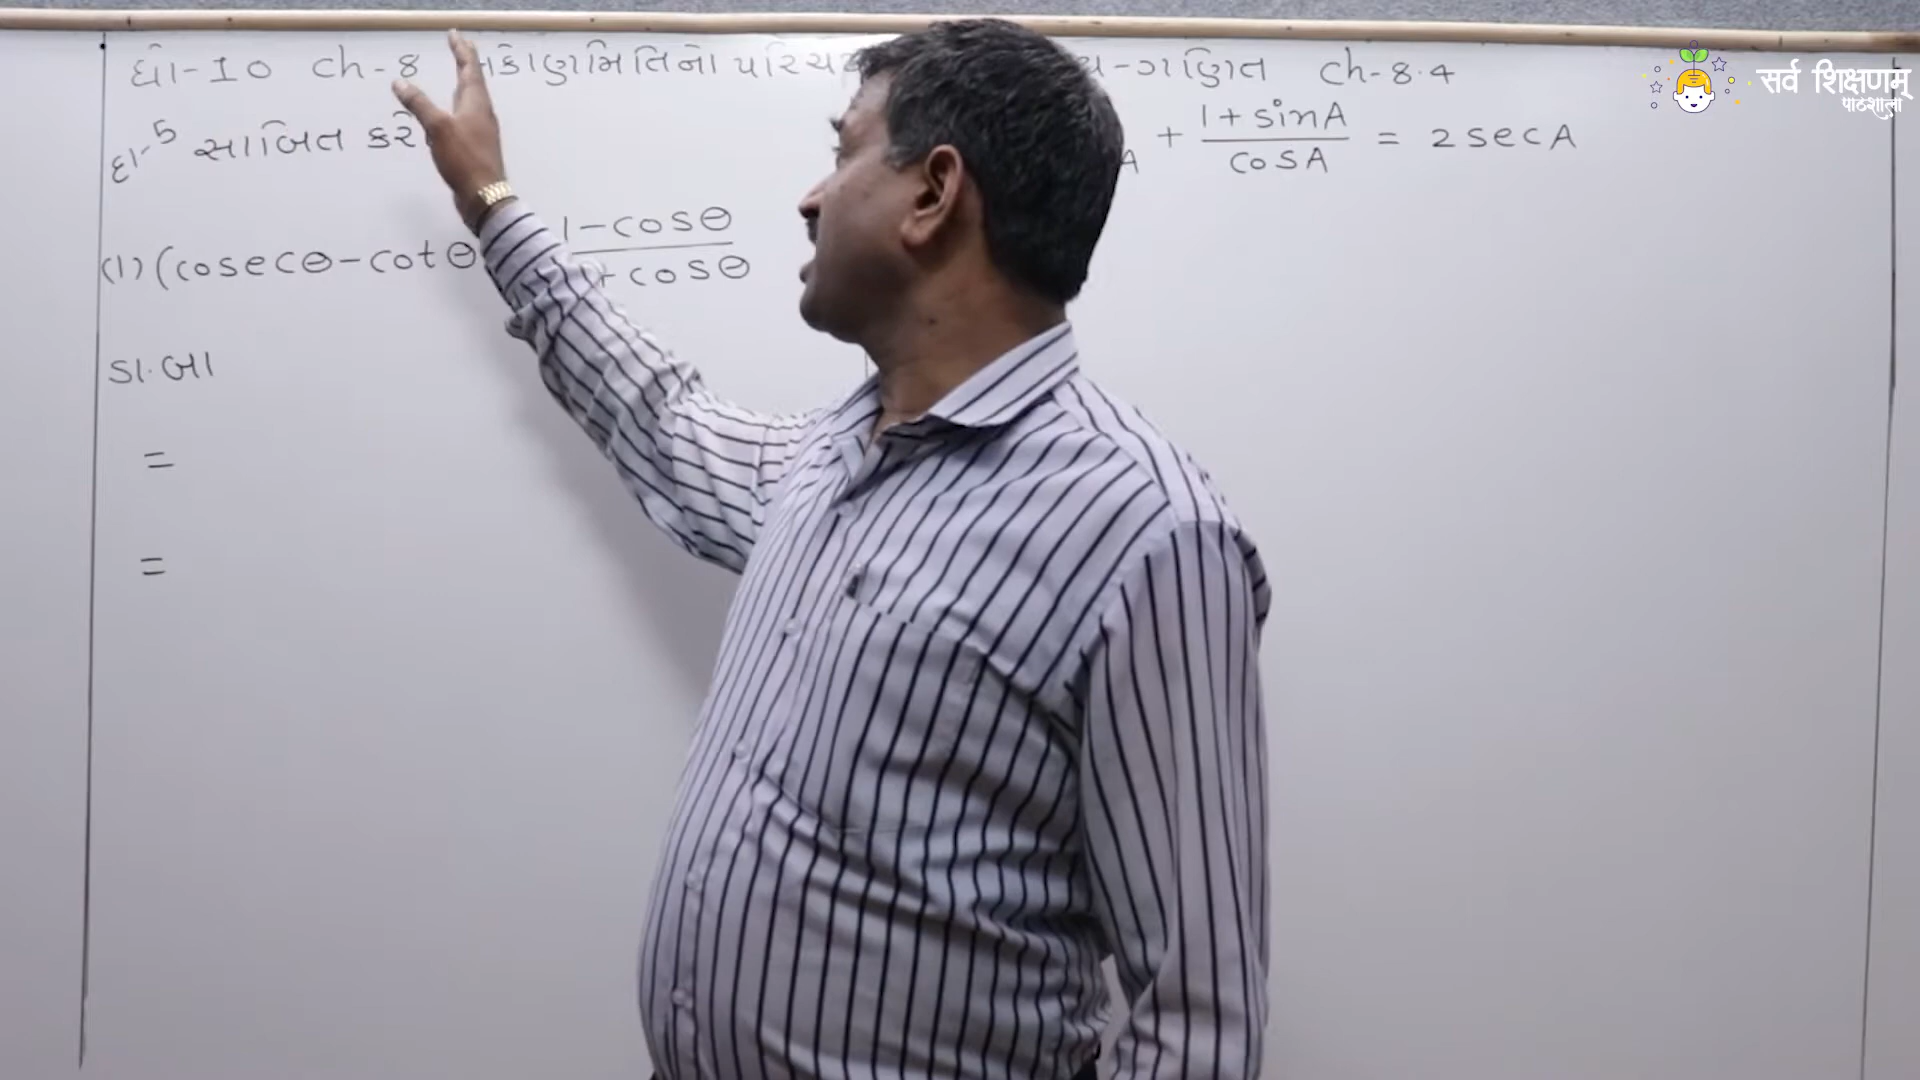 ધો-10 ch-8 પરિચય -ગણિત ch-8.4
દા-5 સાબિત કરો
+ 1+sinA / cosA = 2secA
(1) (cosecθ-cotθ 1-cosθ / +cosθ
ડા.બા
=
=
सर्व शिक्षणम्
पाठशाला